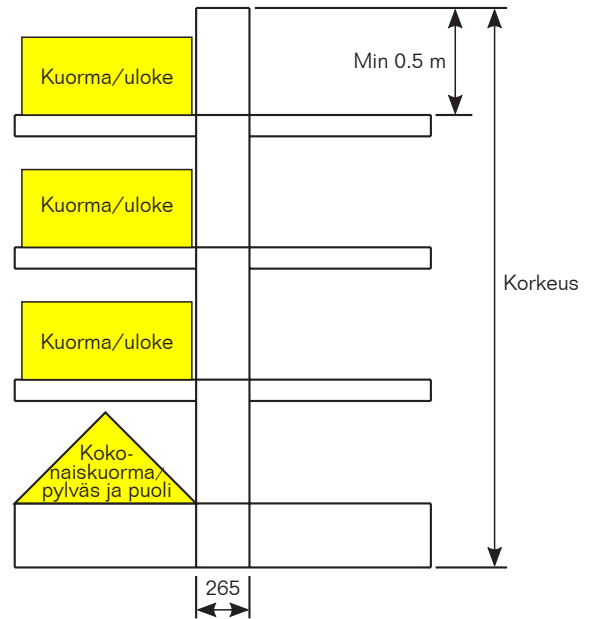 Kuorma/uloke
Min 0.5 m
Kuorma/uloke
Korkeus
Kuorma/uloke
Koko-
naiskuorma/
pylväs ja puoli
265